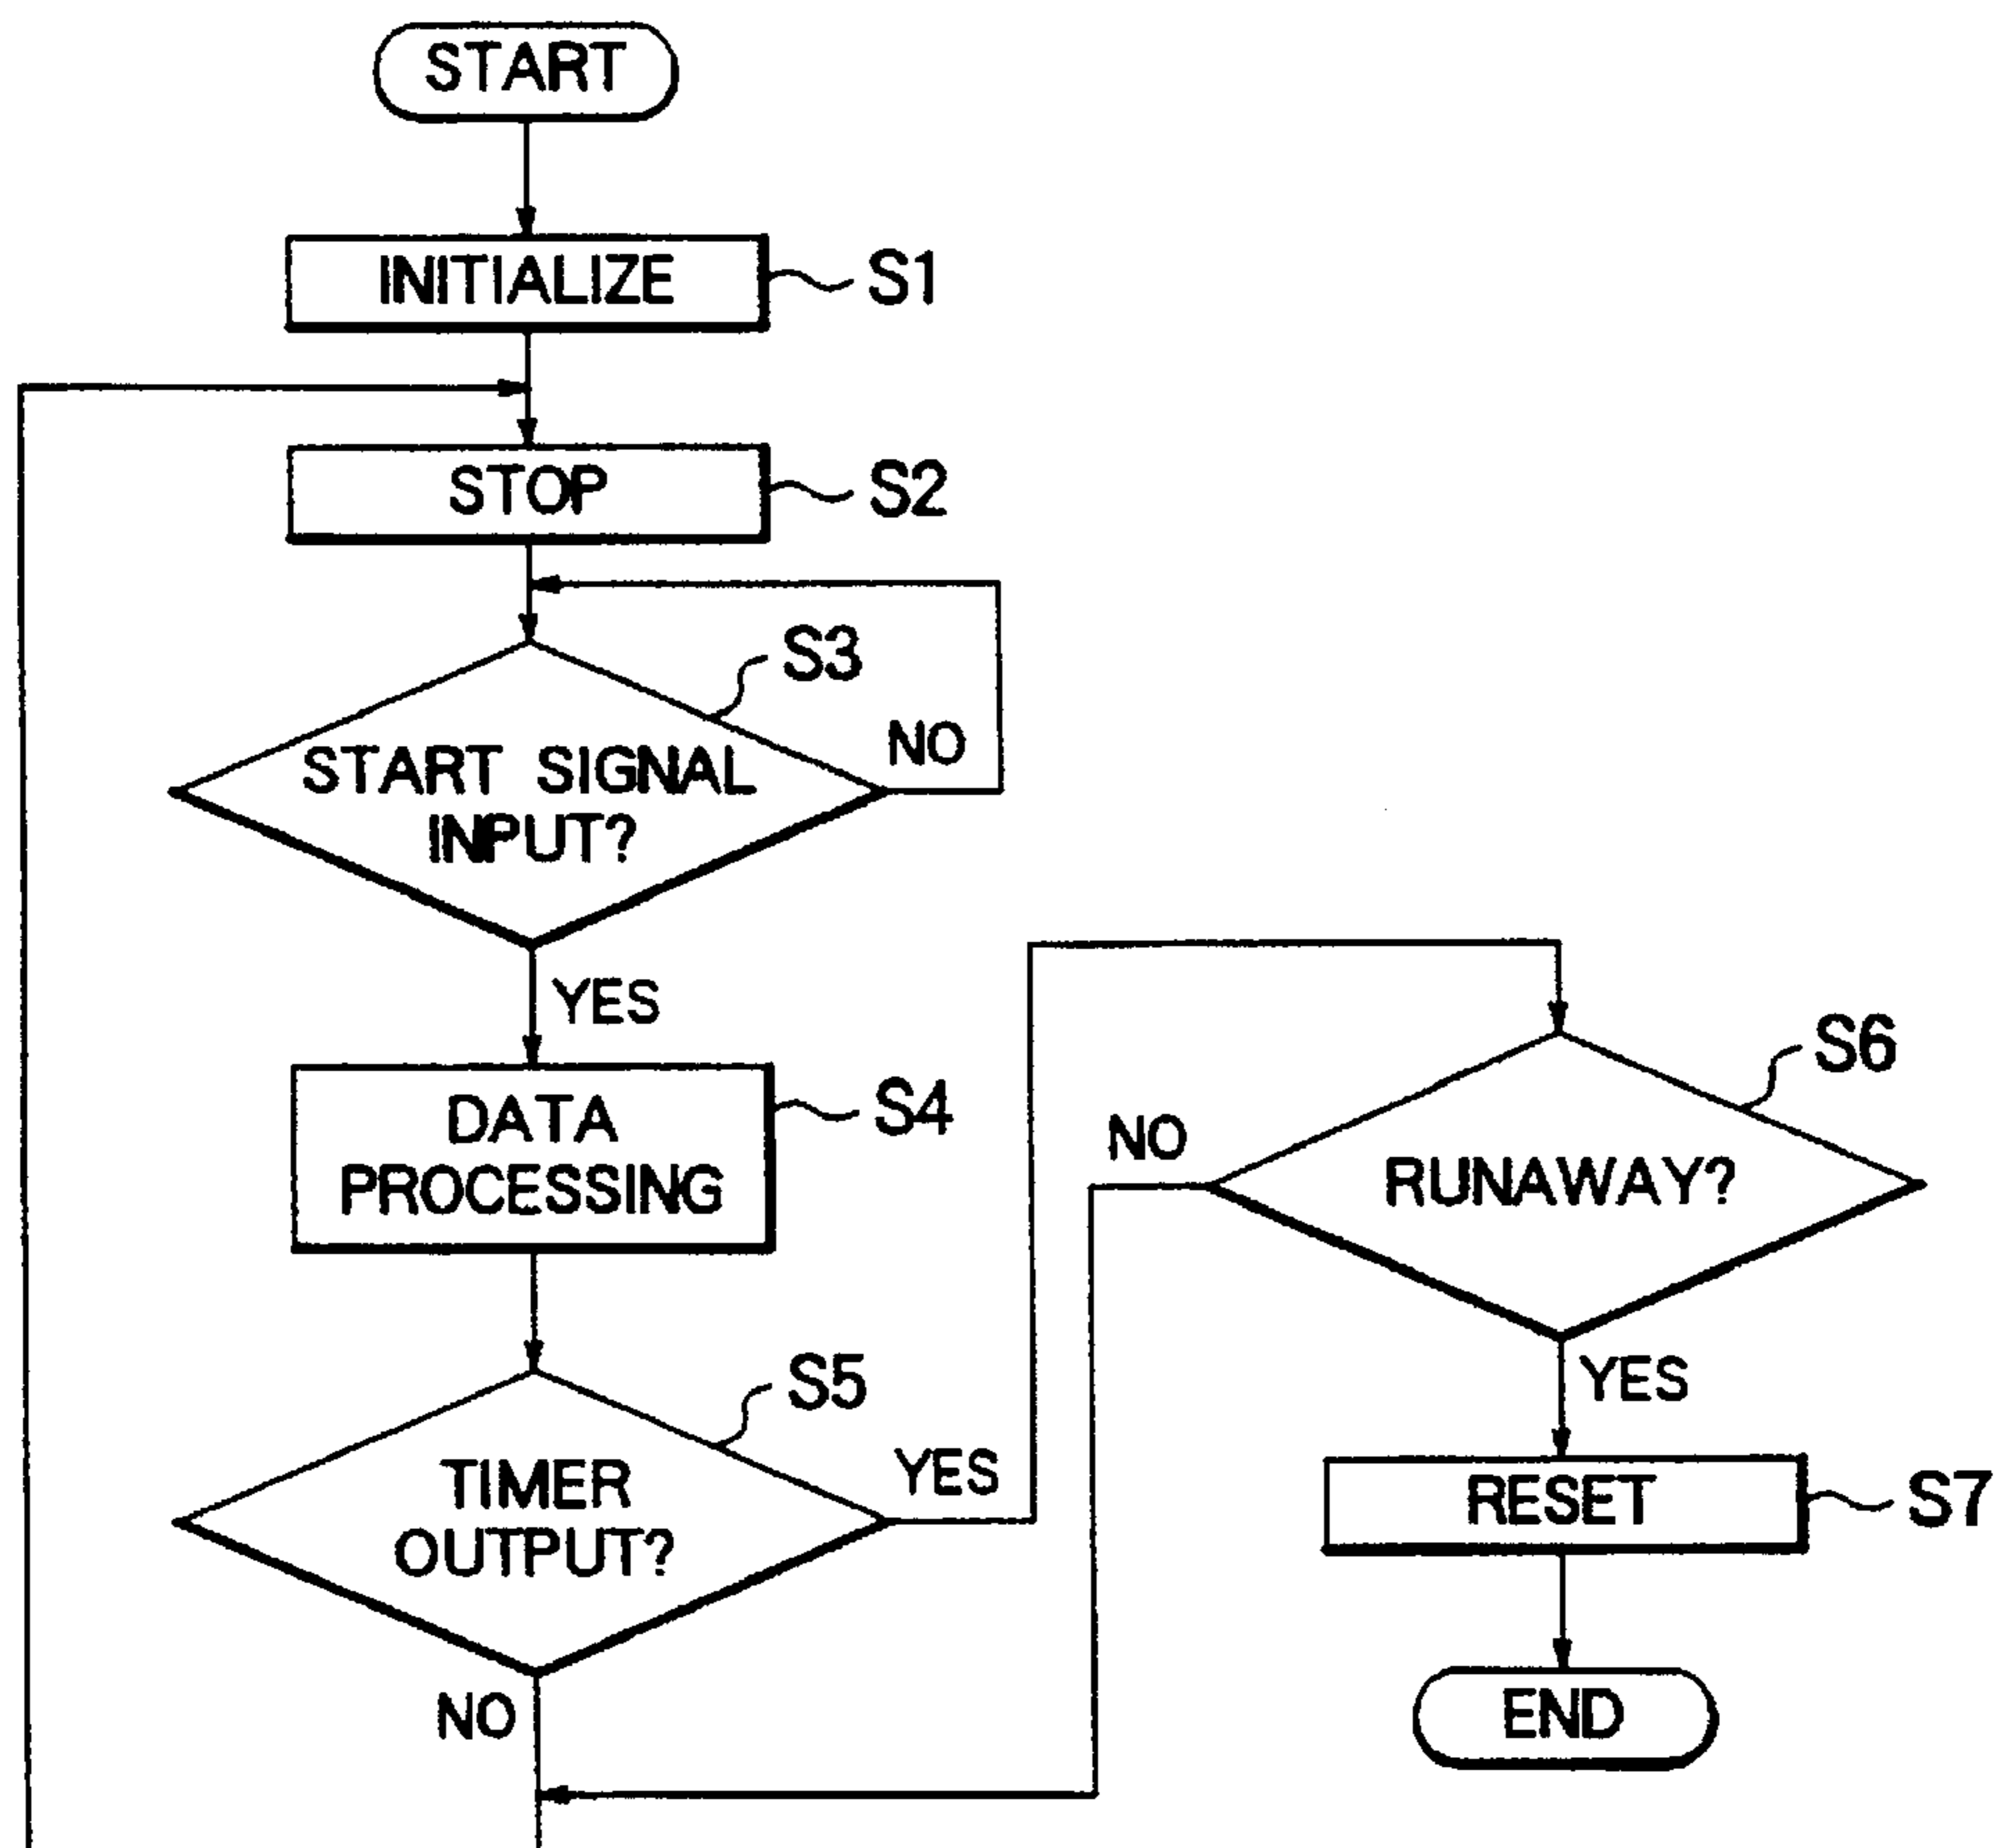 START
INITIALIZE
S1
STOP
S2
S3
NO
START SIGNAL
INPUT?
YES
DATA
PROCESSING
S4
S5
TIMER
OUTPUT?
YES
NO
S6
NO
RUNAWAY?
YES
RESET
S7
END